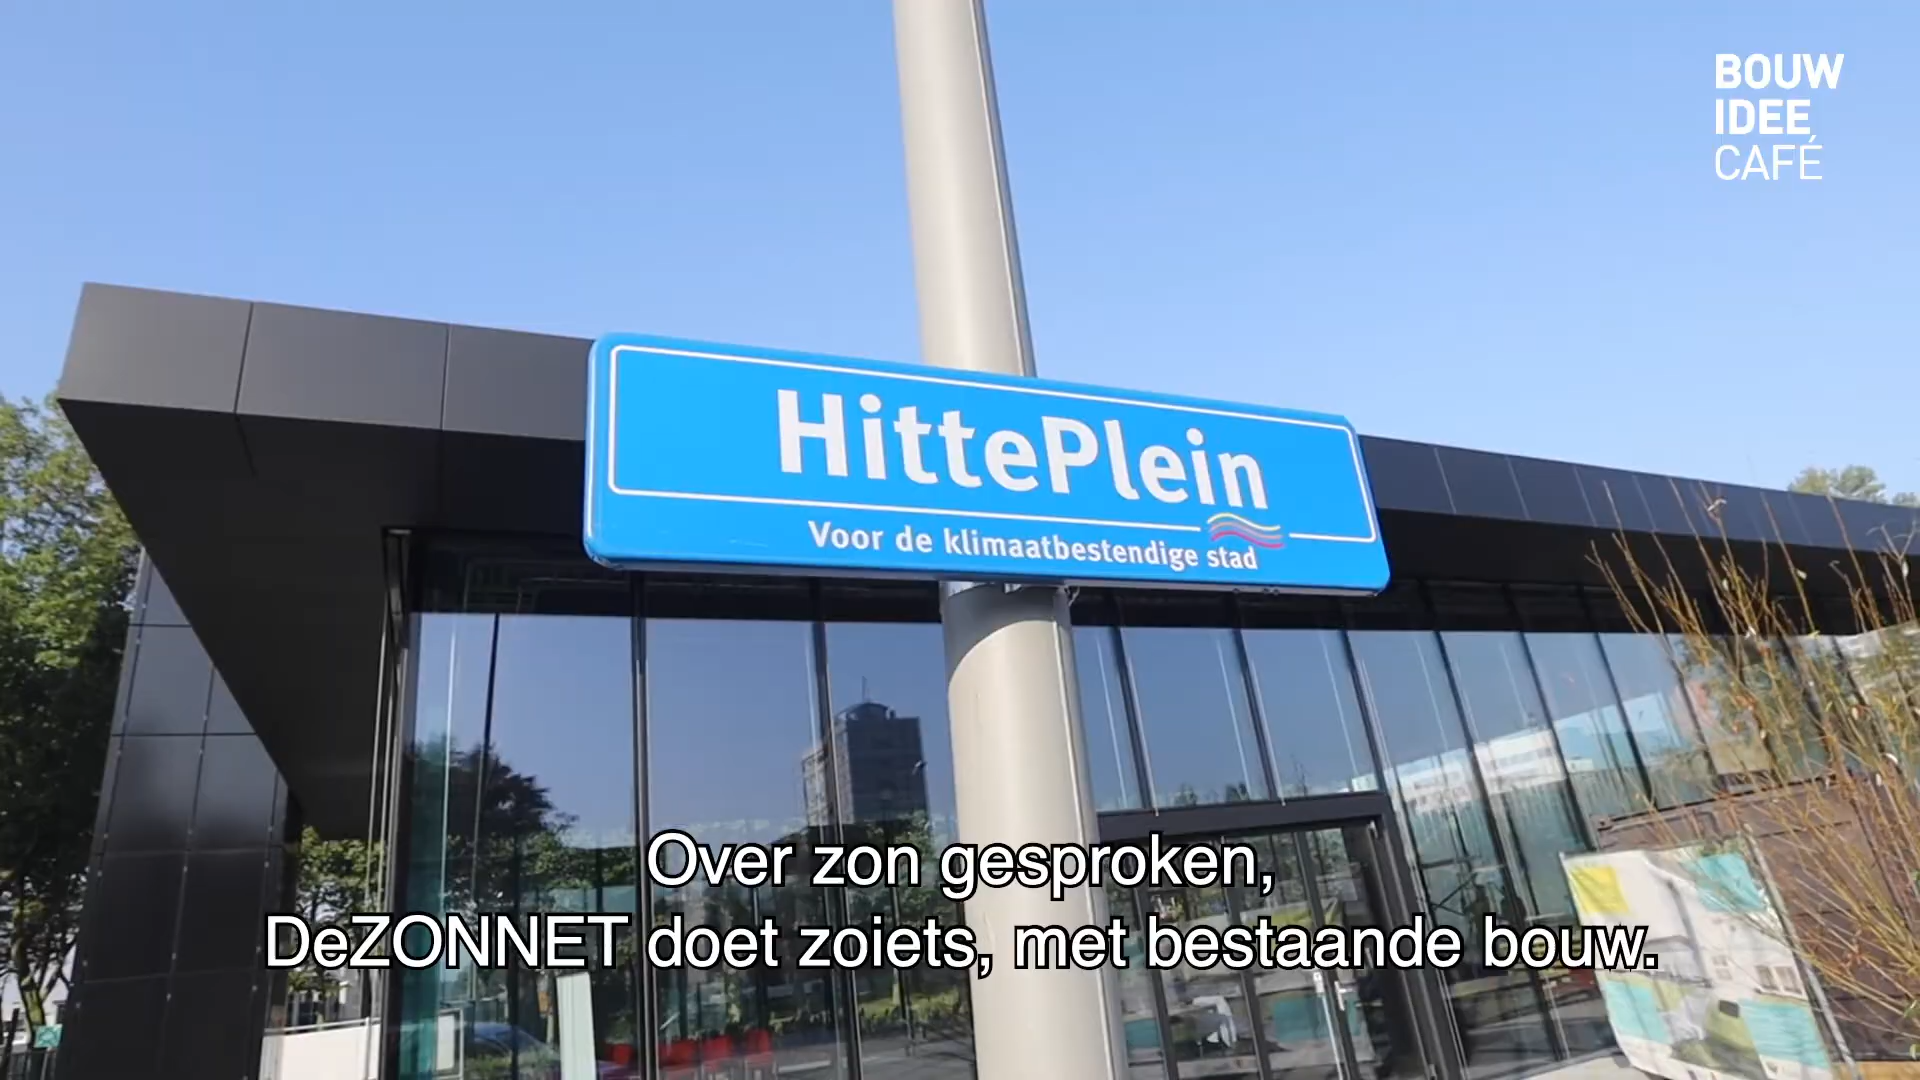 BOUW
IDEE
CAFÉ
HittePlein
Voor de klimaatbestendige stad
Over zon gesproken,
DeZONNET doet zoiets, met bestaande bouw.